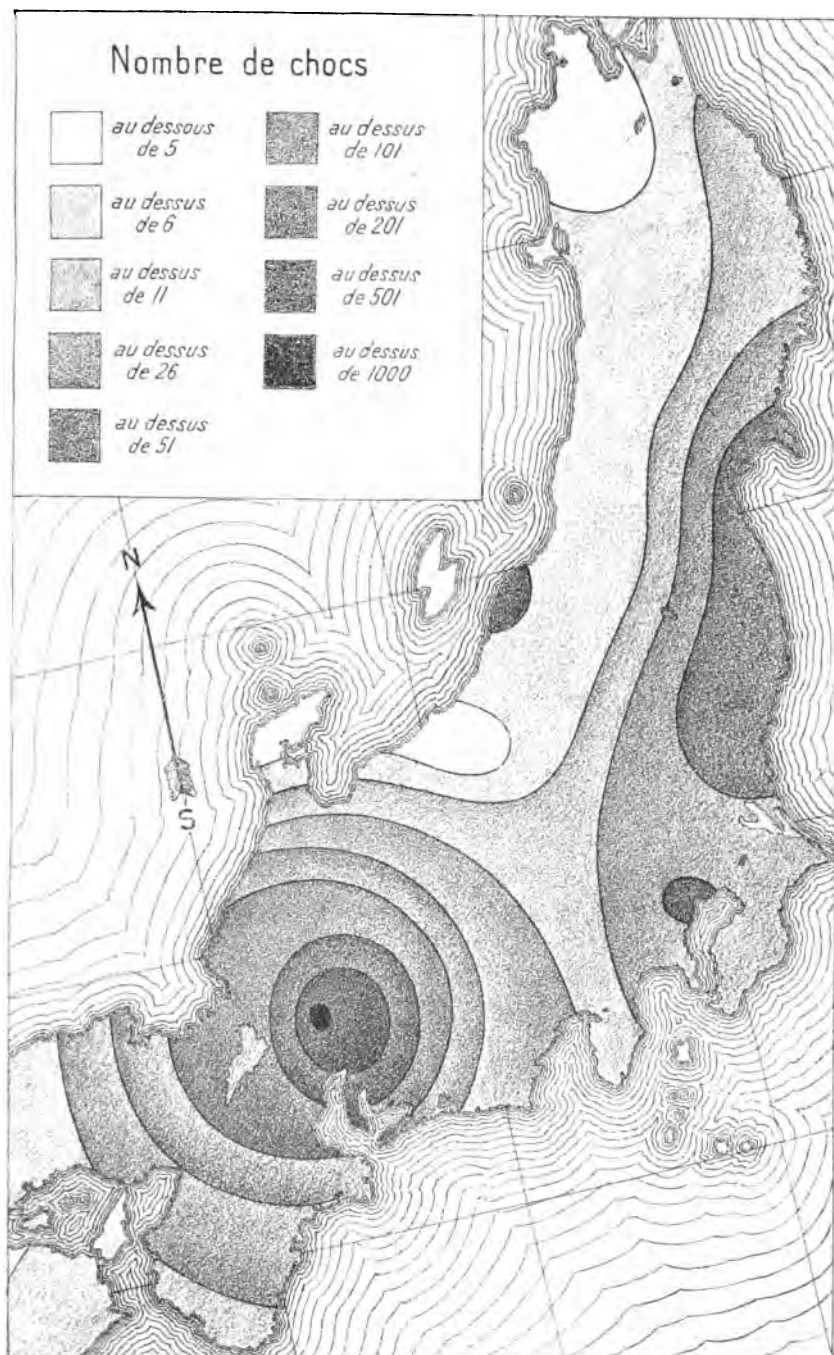 Nombre de chocs
au dessous
de 5
au dessus
de 6
au dessus
de 11
au dessus
de 26
au dessus
de 51
au dessus
de 101
au dessus
de 201
au dessus
de 501
au dessus
de 1000
N
S